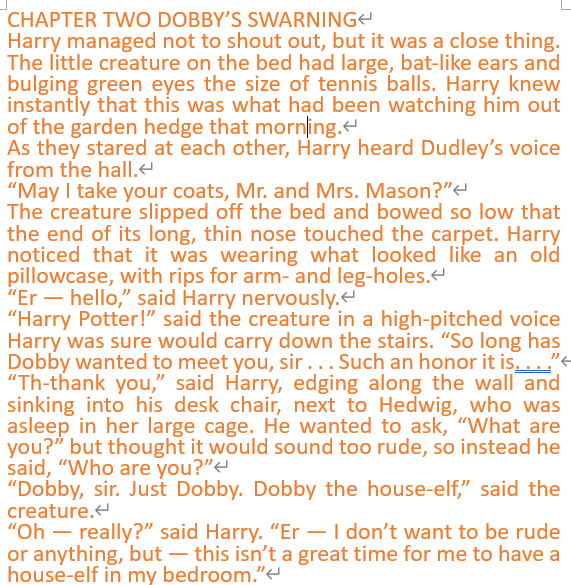 CHAPTER TWO DOBBY’S SWARNING
Harry managed not to shout out, but it was a close thing.
The little creature on the bed had large, bat-like ears and
bulging green eyes the size of tennis balls. Harry knew
instantly that this was what had been watching him out
of the garden hedge that morning.
As they stared at each other, Harry heard Dudley’s voice
from the hall.
“May I take your coats, Mr. and Mrs. Mason?”
The creature slipped off the bed and bowed so low that
the end of its long, thin nose touched the carpet. Harry
noticed that it was wearing what looked like an old
pillowcase, with rips for arm- and leg-holes.
“Er — hello,” said Harry nervously.
“Harry Potter!” said the creature in a high-pitched voice
Harry was sure would carry down the stairs. “So long has
Dobby wanted to meet you, sir . . . Such an honor it is. . . .”
“Th-thank you,” said Harry, edging along the wall and
sinking into his desk chair, next to Hedwig, who was
asleep in her large cage. He wanted to ask, “What are
you?” but thought it would sound too rude, so instead he
said, “Who are you?”
“Dobby, sir. Just Dobby. Dobby the house-elf,” said the
creature.
“Oh — really?” said Harry. “Er — I don’t want to be rude
or anything, but — this isn’t a great time for me to have a
house-elf in my bedroom.”